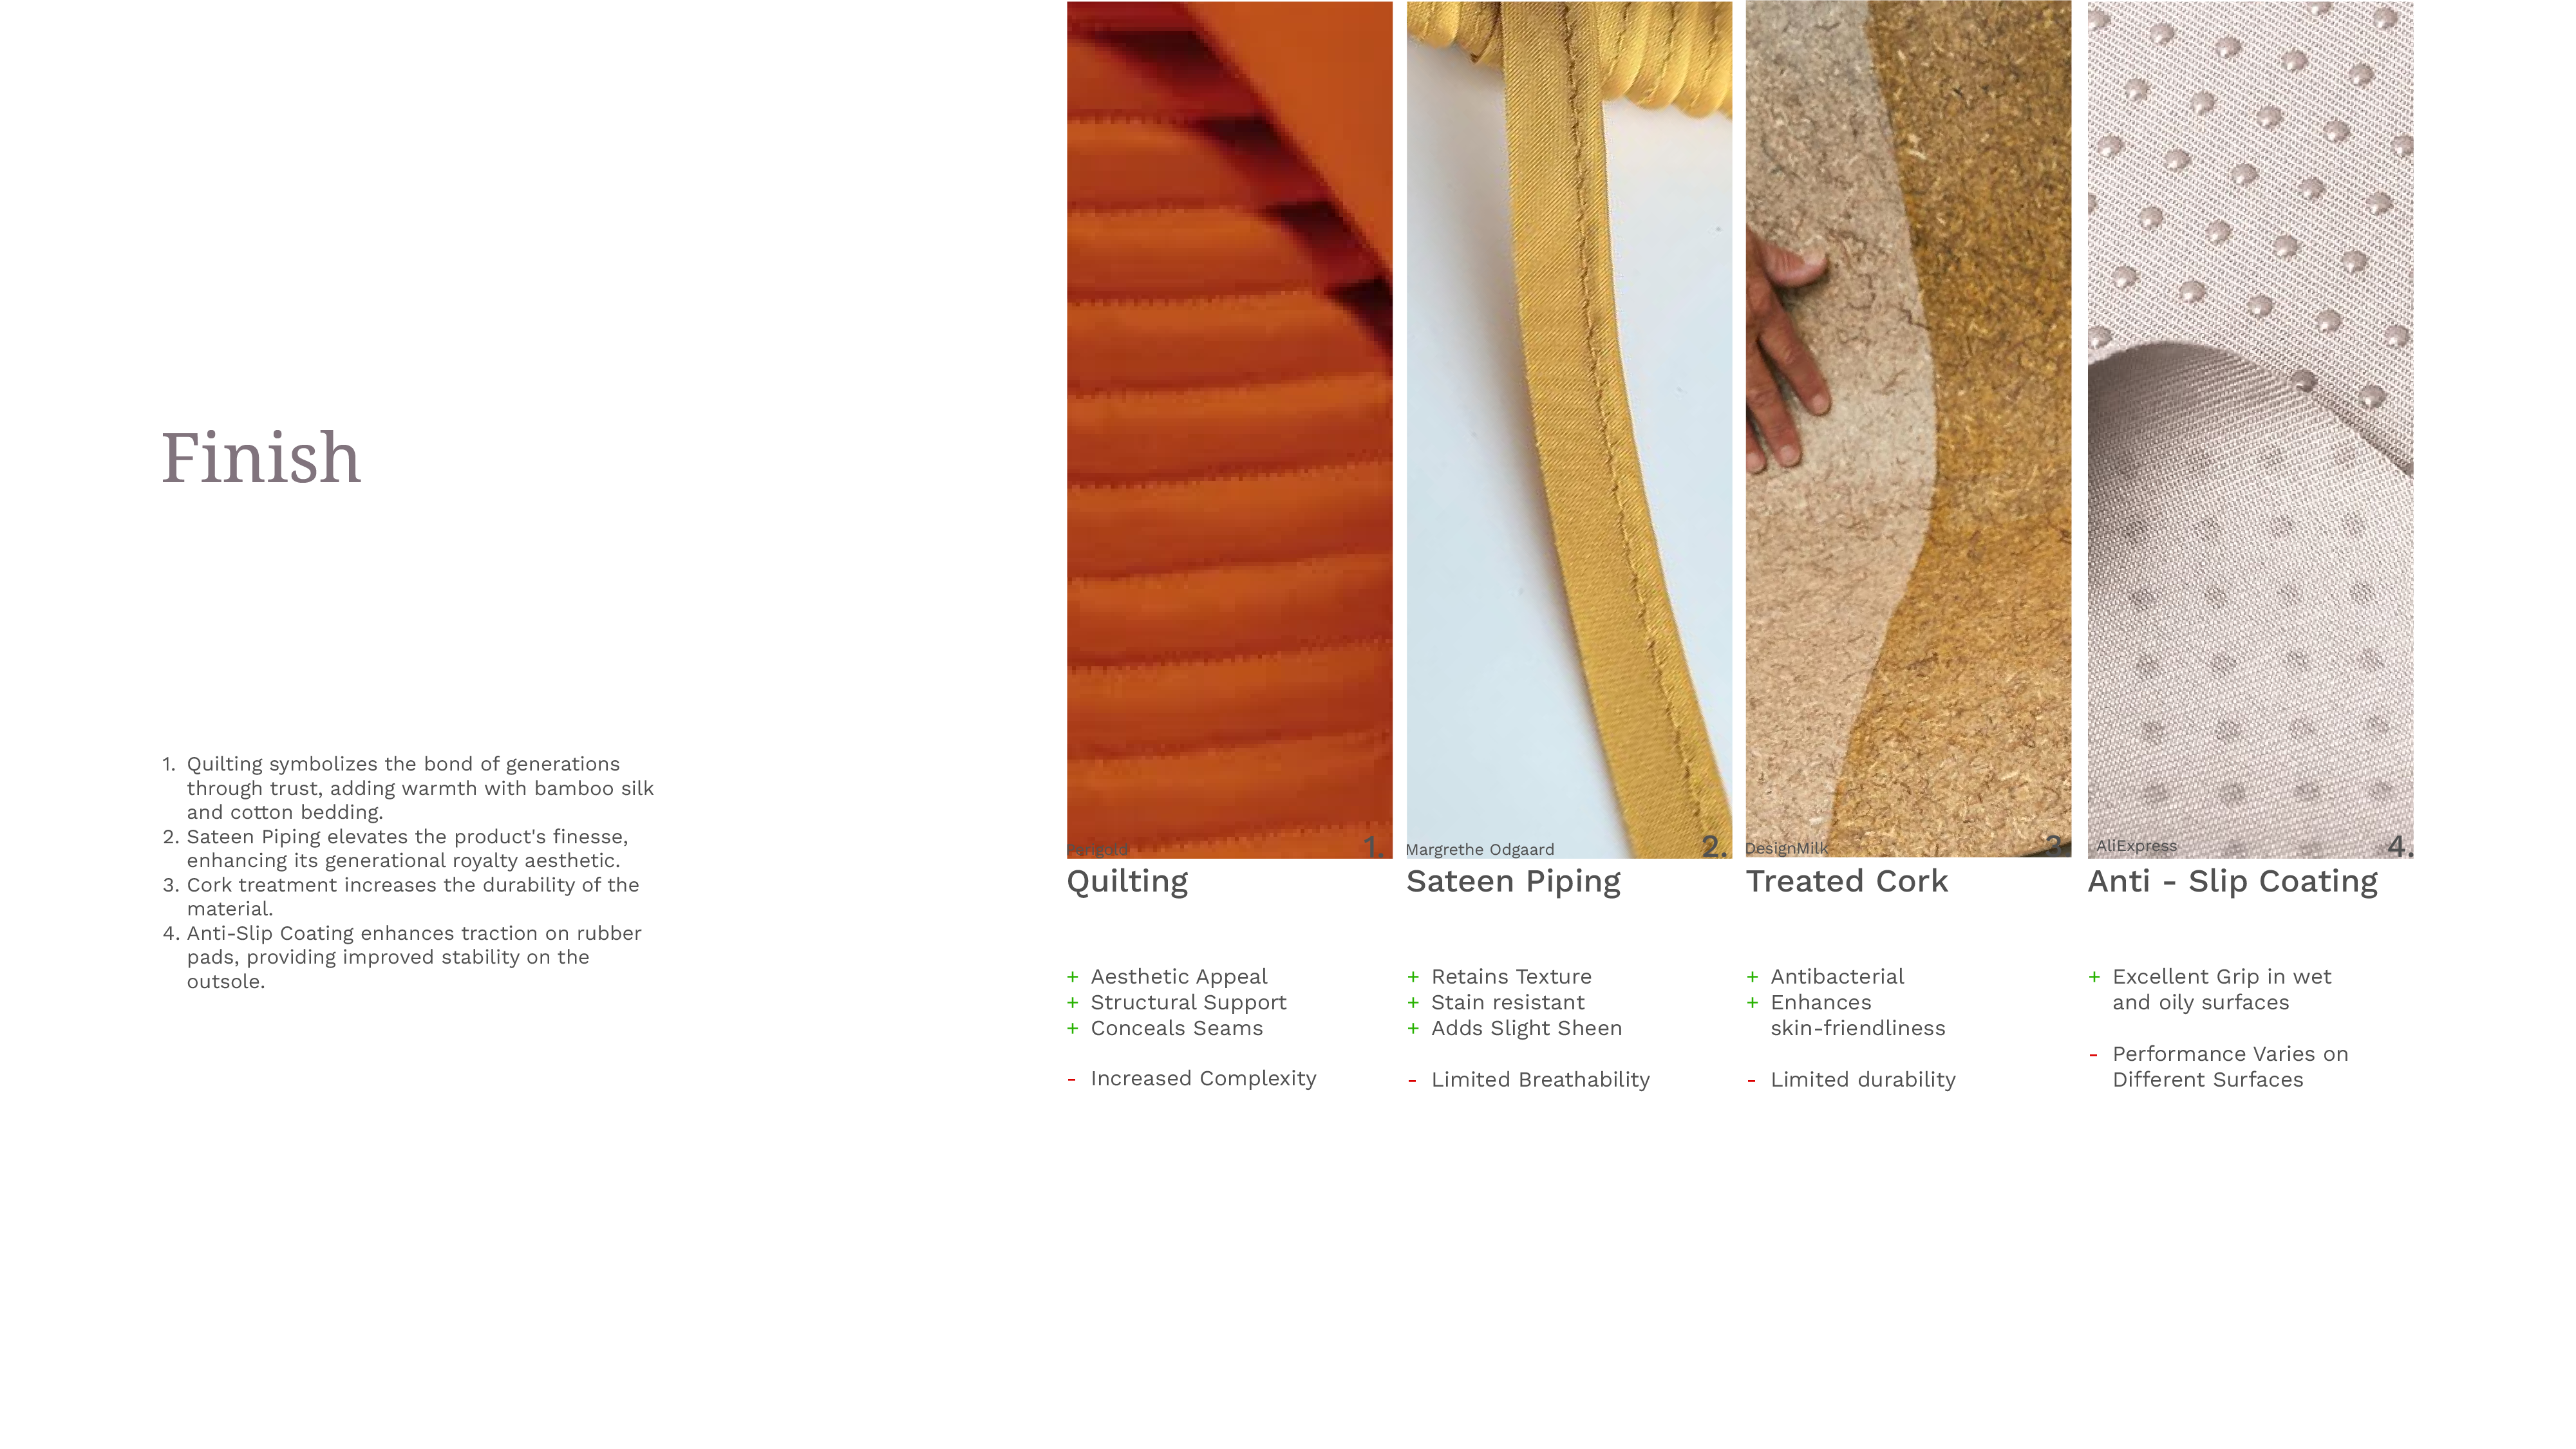 Finish
1. Quilting symbolizes the bond of generations
through trust, adding warmth with bamboo silk
and cotton bedding.
2. Sateen Piping elevates the product's finesse,
enhancing its generational royalty aesthetic.
3. Cork treatment increases the durability of the
material.
4. Anti-Slip Coating enhances traction on rubber
pads, providing improved stability on the
outsole.
1.
Quilting
+ Aesthetic Appeal
+ Structural Support
+ Conceals Seams
- Increased Complexity
Margrethe Odgaard 2.
Sateen Piping
+ Retains Texture
+ Stain resistant
+ Adds Slight Sheen
- Limited Breathability
DesignMilk 3.
Treated Cork
+ Antibacterial
+ Enhances
skin-friendliness
- Limited durability
AliExpress 4.
Anti - Slip Coating
+ Excellent Grip in wet
and oily surfaces
- Performance Varies on
Different Surfaces